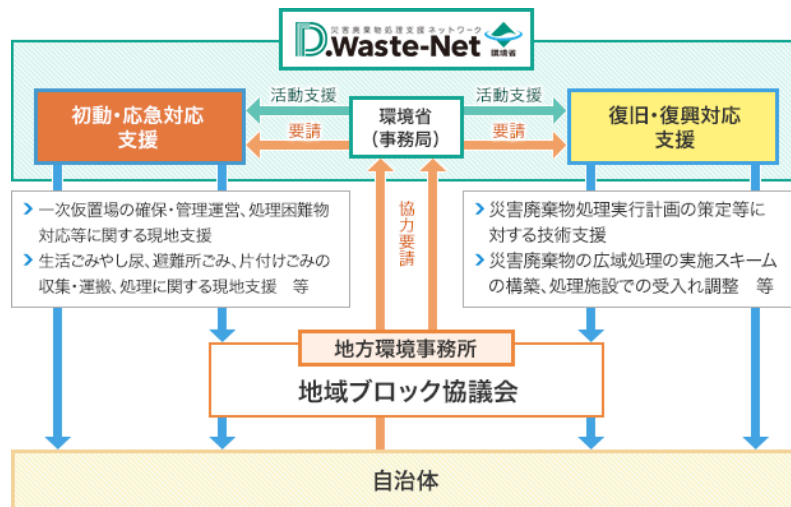 災害廃棄物処理支援ネットワーク
D.Waste-Net
環境省
活動支援
活動支援
初動・応急対応
支援
環境省
(事務局)
復旧・復興対応
支援
要請
要請
協力要請
› 一次仮置場の確保・管理運営、処理困難物
対応等に関する現地支援
› 生活ごみやし尿、避難所ごみ、片付けごみの
収集・運搬、処理に関する現地支援 等
› 災害廃棄物処理実行計画の策定等に
対する技術支援
› 災害廃棄物の広域処理の実施スキーム
の構築、処理施設での受入れ調整 等
地方環境事務所
地域ブロック協議会
自治体